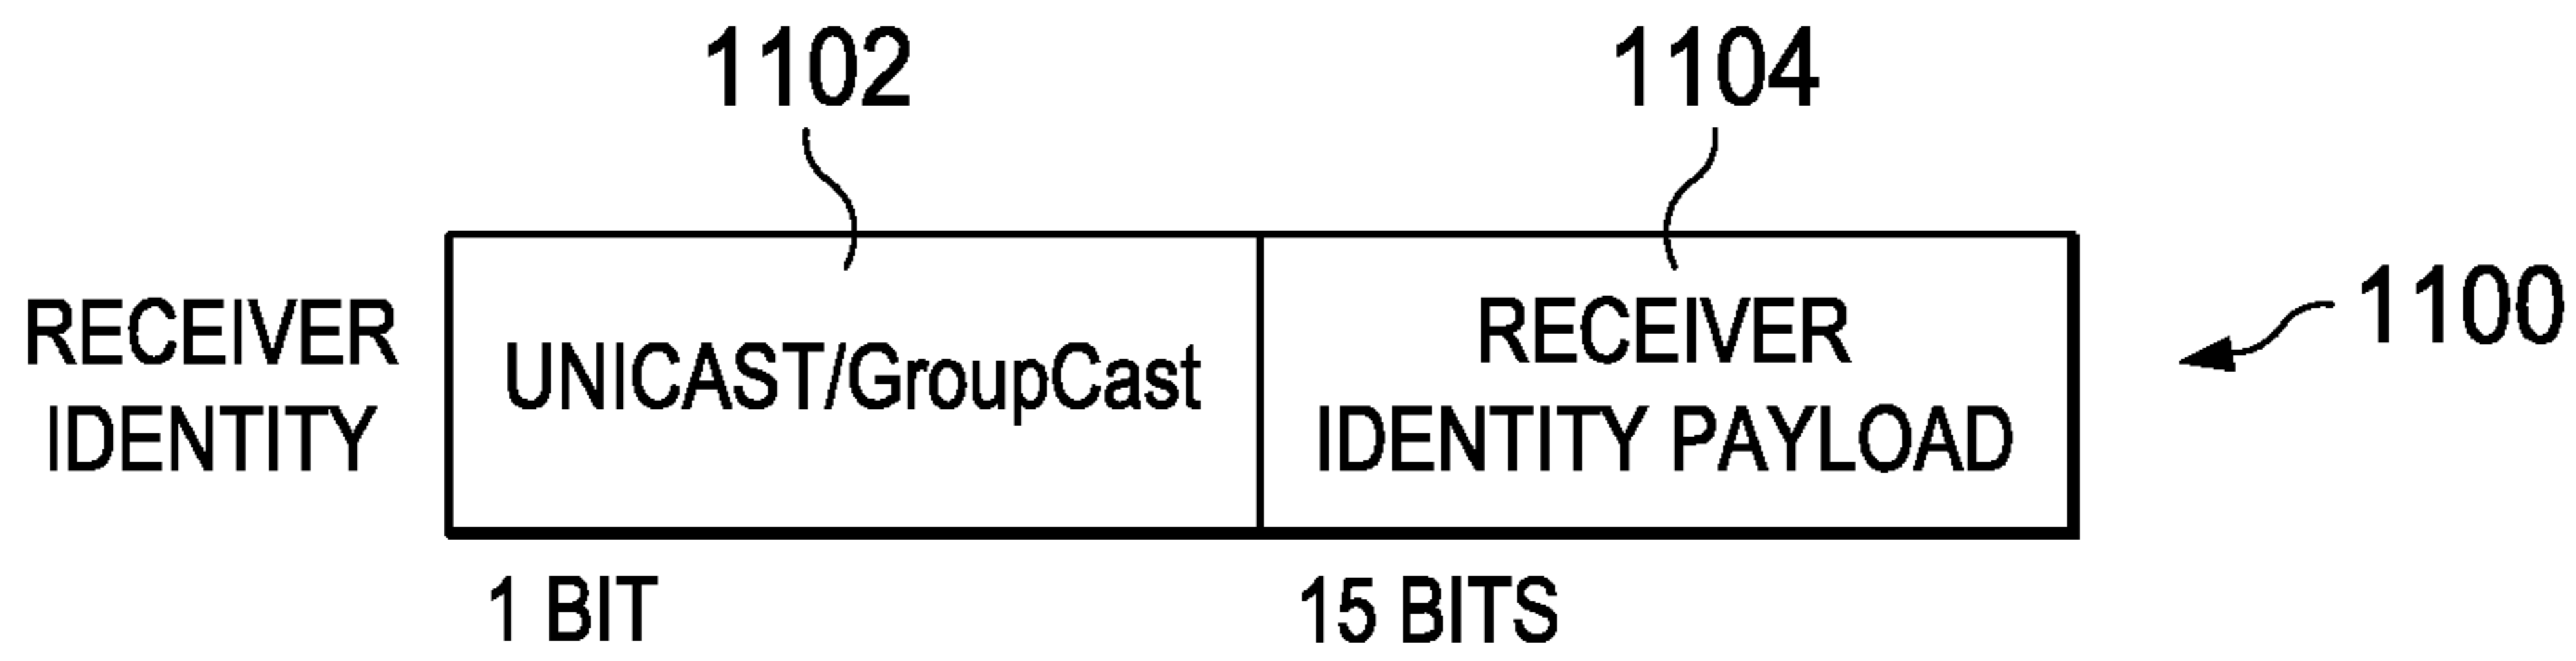 1102
1104
RECEIVER
IDENTITY
UNICAST/GroupCast
RECEIVER
IDENTITY PAYLOAD
1100
1 BIT
15 BITS